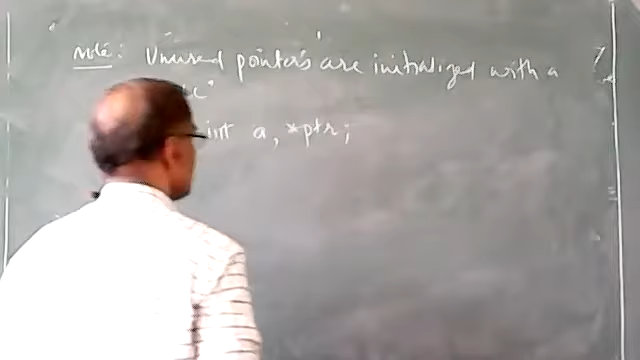 Note: Unused pointers are initialized with a
int a, *ptr;